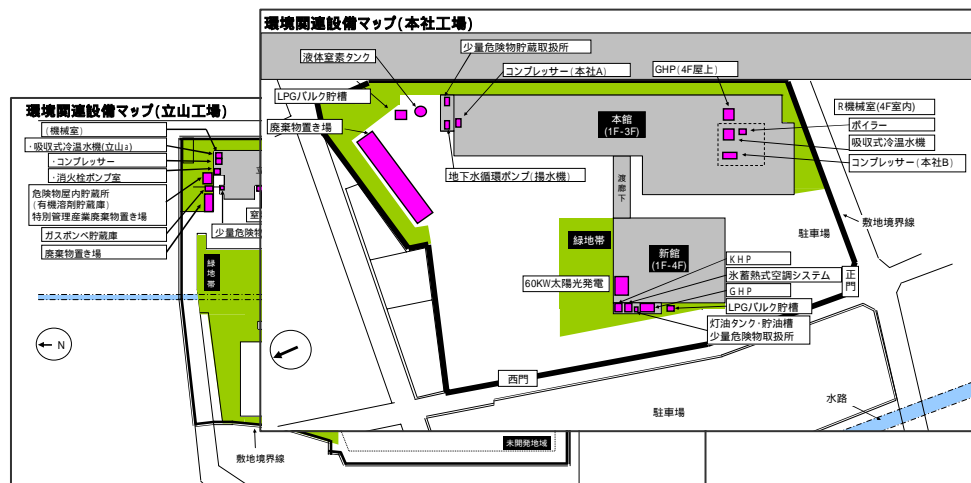 環境関連設備マップ(本社工場)
少量危険物貯蔵取扱所
液体窒素タンク
コンプレッサー(本社A)
GHP(4F屋上)
LPGバルク貯槽
廃棄物置き場
本館
(1F-3F)
R機械室(4F室内)
ボイラー
吸収式冷温水機
コンプレッサー(本社B)
地下水循環ポンプ(揚水機)
渡廊下
緑地帯
新館
(1F-4F)
駐車場
敷地境界線
正門
KHP
氷蓄熱式空調システム
GHP
LPGバルク貯槽
60KW太陽光発電
灯油タンク・貯油槽
少量危険物取扱所
西門
駐車場
水路
環境関連設備マップ(立山工場)
(機械室)
・吸収式冷温水機(立山a)
・コンプレッサー
・消火栓ポンプ室
危険物屋内貯蔵所
(有機溶剤貯蔵庫)
特別管理産業廃棄物置き場
ガスボンベ貯蔵庫
廃棄物置き場
少量危険物
緑地帯
N
敷地境界線
未開発地域